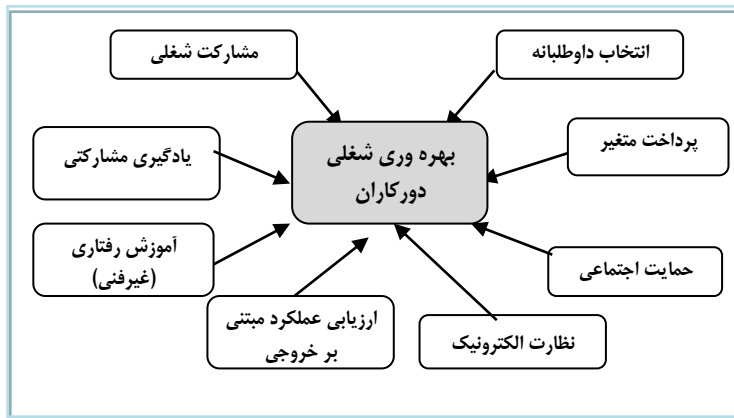 انتخاب داوطلبانه
مشارکت شغلی
بهره وری شغلی
دورکاران
پرداخت متغیر
یادگیری مشارکتی
حمایت اجتماعی
آموزش رفتاری
(غیرفنی)
نظارت الکترونیک
ارزیابی عملکرد مبتنی
بر خروجی